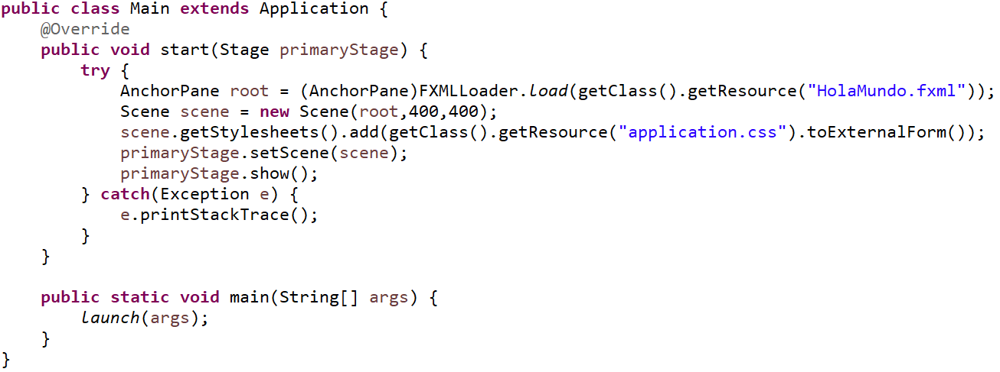 public class Main extends Application {
    @Override
    public void start(Stage primaryStage) {
        try {
            AnchorPane root = (AnchorPane)FXMLLoader.load(getClass().getResource("HolaMundo.fxml"));
            Scene scene = new Scene(root,400,400);
            scene.getStylesheets().add(getClass().getResource("application.css").toExternalForm());
            primaryStage.setScene(scene);
            primaryStage.show();
        } catch(Exception e) {
            e.printStackTrace();
        }
    }

    public static void main(String[] args) {
        launch(args);
    }
}